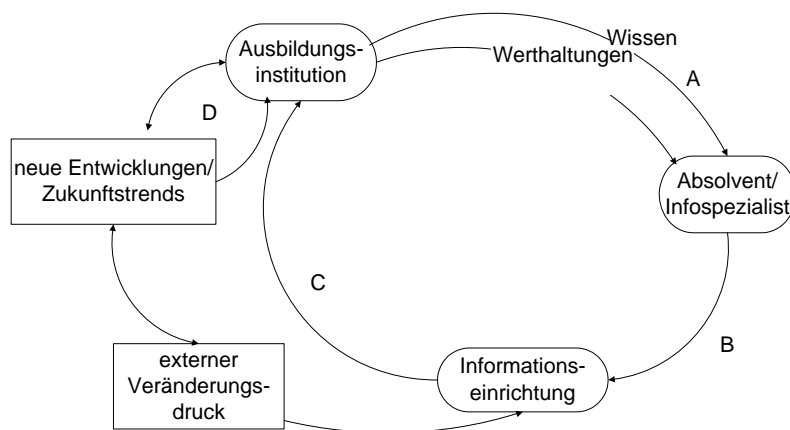 Ausbildungs-
institution
Wissen
Werthaltungen
A
D
neue Entwicklungen/
Zukunftstrends
Absolvent/
Infospezialist
C
B
externer
Veränderungs-
druck
Informations-
einrichtung